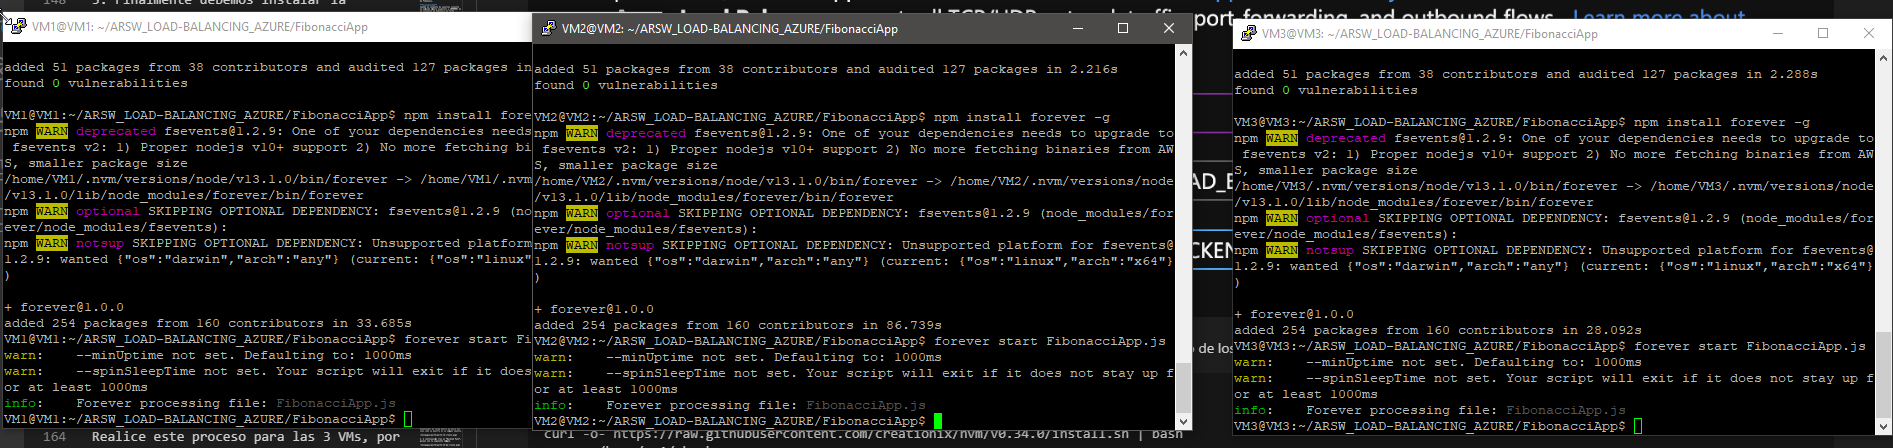 148    5. Finalmente debemos instalar la
port-forwarding, and outbound flows. Learn more about
VM1@VM1: ~/ARSW_LOAD-BALANCING_AZURE/FibonacciApp
added 51 packages from 38 contributors and audited 127 packages in
found 0 vulnerabilities
VM1@VM1:~/ARSW_LOAD-BALANCING_AZURE/FibonacciApp$ npm install fore
npm WARN deprecated fsevents@1.2.9: One of your dependencies needs
fsevents v2: 1) Proper nodejs v10+ support 2) No more fetching bi
S, smaller package size
/home/VM1/.nvm/versions/node/v13.1.0/bin/forever -> /home/VM1/.nvm
/v13.1.0/lib/node_modules/forever/bin/forever
npm WARN optional SKIPPING OPTIONAL DEPENDENCY: fsevents@1.2.9 (no
ever/node_modules/fsevents):
npm WARN notsup SKIPPING OPTIONAL DEPENDENCY: Unsupported platform
1.2.9: wanted {"os":"darwin","arch":"any"} (current: {"os":"linux"
)
+ forever@1.0.0
added 254 packages from 160 contributors in 33.685s
VM1@VM1:~/ARSW_LOAD-BALANCING_AZURE/FibonacciApp$ forever start Fi
warn:    --minUptime not set. Defaulting to: 1000ms
warn:    --spinSleepTime not set. Your script will exit if it does
or at least 1000ms
info:    Forever processing file: FibonacciApp.js
VM1@VM1:~/ARSW_LOAD-BALANCING_AZURE/FibonacciApp$
VM2@VM2: ~/ARSW_LOAD-BALANCING_AZURE/FibonacciApp
added 51 packages from 38 contributors and audited 127 packages in 2.216s
found 0 vulnerabilities
VM2@VM2:~/ARSW_LOAD-BALANCING_AZURE/FibonacciApp$ npm install forever -g
npm WARN deprecated fsevents@1.2.9: One of your dependencies needs to upgrade to
fsevents v2: 1) Proper nodejs v10+ support 2) No more fetching binaries from AW
S, smaller package size
/home/VM2/.nvm/versions/node/v13.1.0/bin/forever -> /home/VM2/.nvm/versions/node
/v13.1.0/lib/node_modules/forever/bin/forever
npm WARN optional SKIPPING OPTIONAL DEPENDENCY: fsevents@1.2.9 (node_modules/for
ever/node_modules/fsevents):
npm WARN notsup SKIPPING OPTIONAL DEPENDENCY: Unsupported platform for fsevents@
1.2.9: wanted {"os":"darwin","arch":"any"} (current: {"os":"linux","arch":"x64"}
)
+ forever@1.0.0
added 254 packages from 160 contributors in 86.739s
VM2@VM2:~/ARSW_LOAD-BALANCING_AZURE/FibonacciApp$ forever start FibonacciApp.js
warn:    --minUptime not set. Defaulting to: 1000ms
warn:    --spinSleepTime not set. Your script will exit if it does not stay up f
or at least 1000ms
info:    Forever processing file: FibonacciApp.js
VM2@VM2:~/ARSW_LOAD-BALANCING_AZURE/FibonacciApp$
AD_B
CKEN
o de los
VM3@VM3: ~/ARSW_LOAD-BALANCING_AZURE/FibonacciApp
added 51 packages from 38 contributors and audited 127 packages in 2.288s
found 0 vulnerabilities
VM3@VM3:~/ARSW_LOAD-BALANCING_AZURE/FibonacciApp$ npm install forever -g
npm WARN deprecated fsevents@1.2.9: One of your dependencies needs to upgrade to
fsevents v2: 1) Proper nodejs v10+ support 2) No more fetching binaries from AW
S, smaller package size
/home/VM3/.nvm/versions/node/v13.1.0/bin/forever -> /home/VM3/.nvm/versions/node
/v13.1.0/lib/node_modules/forever/bin/forever
npm WARN optional SKIPPING OPTIONAL DEPENDENCY: fsevents@1.2.9 (node_modules/for
ever/node_modules/fsevents):
npm WARN notsup SKIPPING OPTIONAL DEPENDENCY: Unsupported platform for fsevents@
1.2.9: wanted {"os":"darwin","arch":"any"} (current: {"os":"linux","arch":"x64"}
)
+ forever@1.0.0
added 254 packages from 160 contributors in 28.092s
VM3@VM3:~/ARSW_LOAD-BALANCING_AZURE/FibonacciApp$ forever start FibonacciApp.js
warn:    --minUptime not set. Defaulting to: 1000ms
warn:    --spinSleepTime not set. Your script will exit if it does not stay up f
or at least 1000ms
info:    Forever processing file: FibonacciApp.js
VM3@VM3:~/ARSW_LOAD-BALANCING_AZURE/FibonacciApp$
164    Realice este proceso para las 3 VMs, por
curl -o- https://raw.githubusercontent.com/creationix/nvm/v0.34.0/install.sh | bash